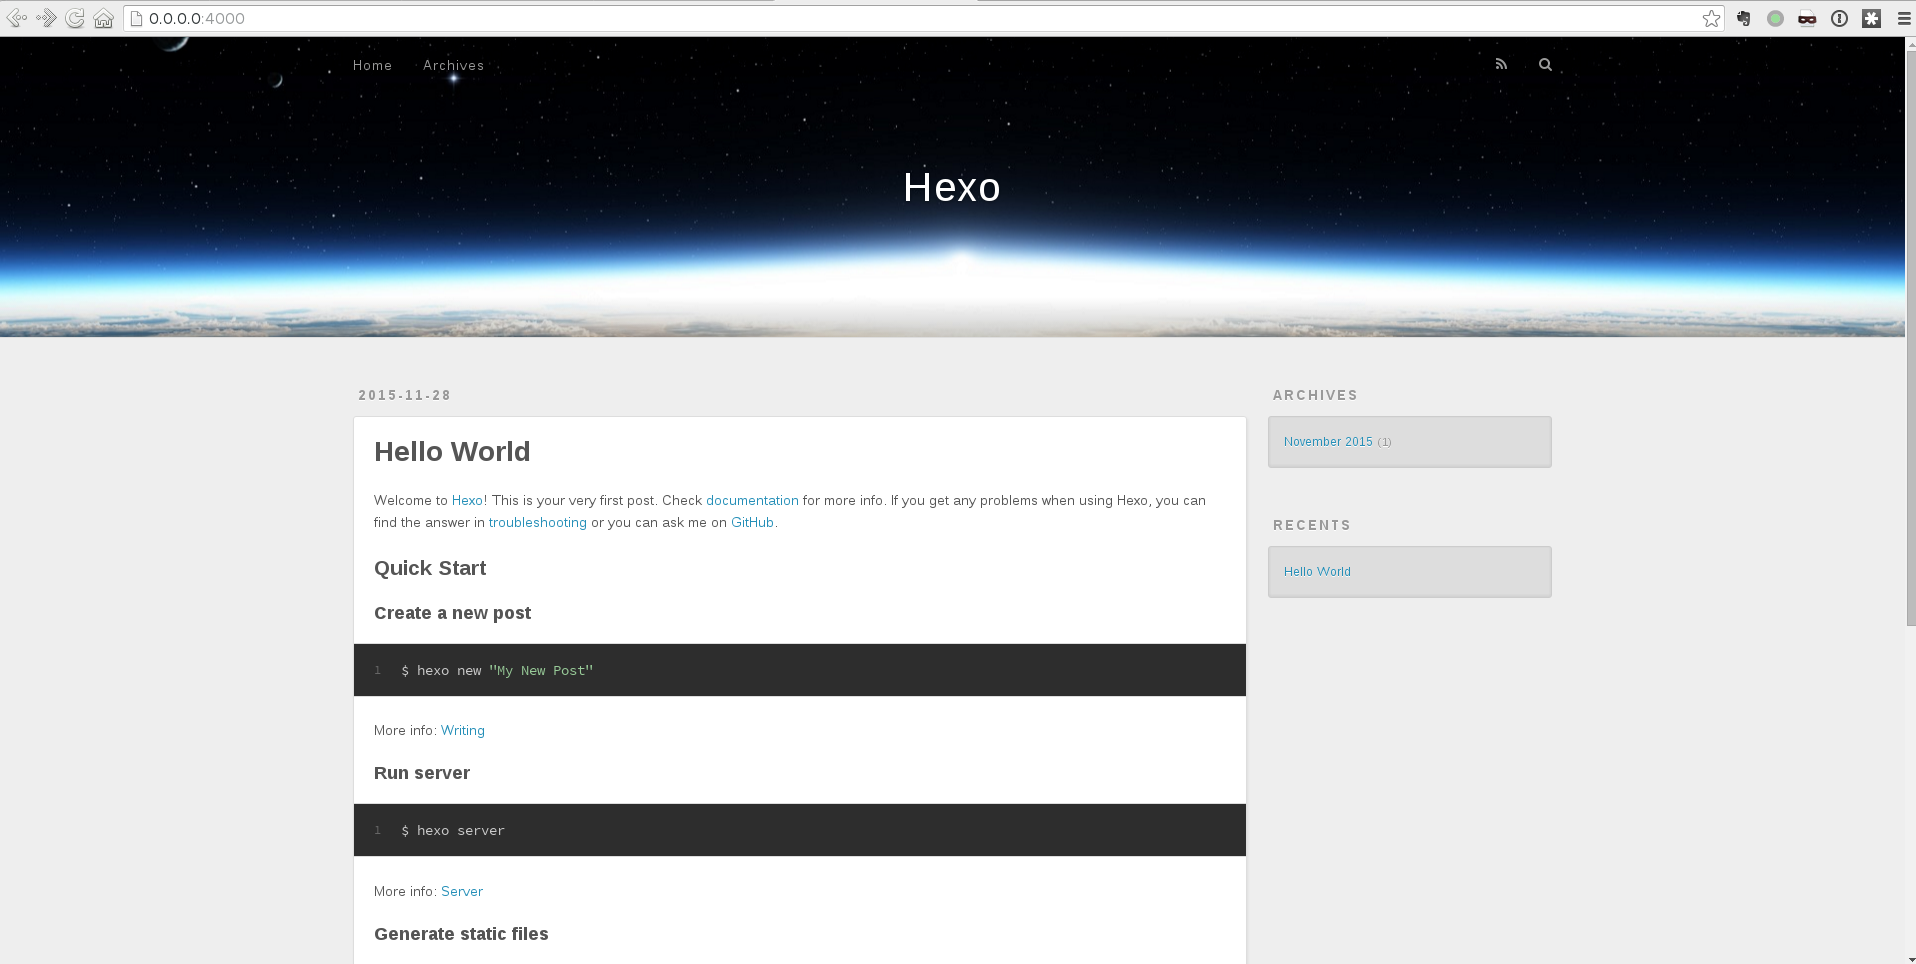 0.0.0.0:4000
Home Archives
Hexo
2015-11-28
Hello World
Welcome to Hexo! This is your very first post. Check documentation for more info. If you get any problems when using Hexo, you can
find the answer in troubleshooting or you can ask me on GitHub.
Quick Start
Create a new post
1 $ hexo new "My New Post"
More info: Writing
Run server
1 $ hexo server
More info: Server
Generate static files
ARCHIVES
November 2015 (1)
RECENTS
Hello World